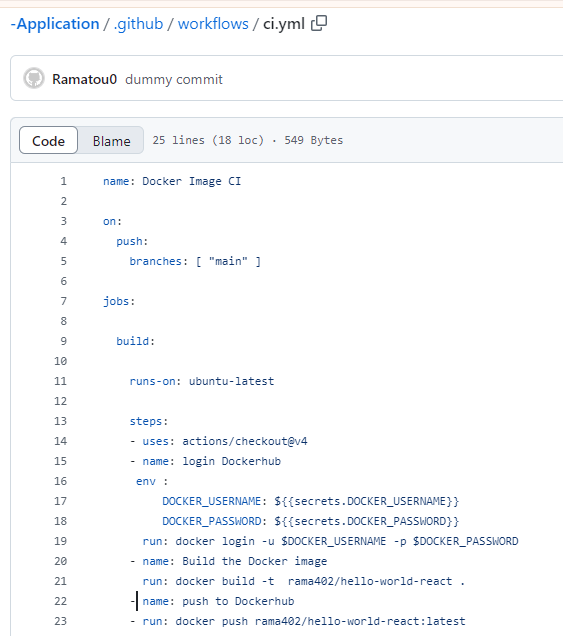 -Application / .github / workflows / ci.yml
Ramatou0 dummy commit
Code Blame 25 lines (18 loc) · 549 Bytes
1 name: Docker Image CI
2
3 on:
4 push:
5 branches: [ "main" ]
6
7 jobs:
8
9 build:
10
11 runs-on: ubuntu-latest
12
13 steps:
14 - uses: actions/checkout@v4
15 - name: login Dockerhub
16 env :
17 DOCKER_USERNAME: ${{secrets.DOCKER_USERNAME}}
18 DOCKER_PASSWORD: ${{secrets.DOCKER_PASSWORD}}
19 run: docker login -u $DOCKER_USERNAME -p $DOCKER_PASSWORD
20 - name: Build the Docker image
21 run: docker build -t  rama402/hello-world-react .
22 - name: push to Dockerhub
23 - run: docker push rama402/hello-world-react:latest